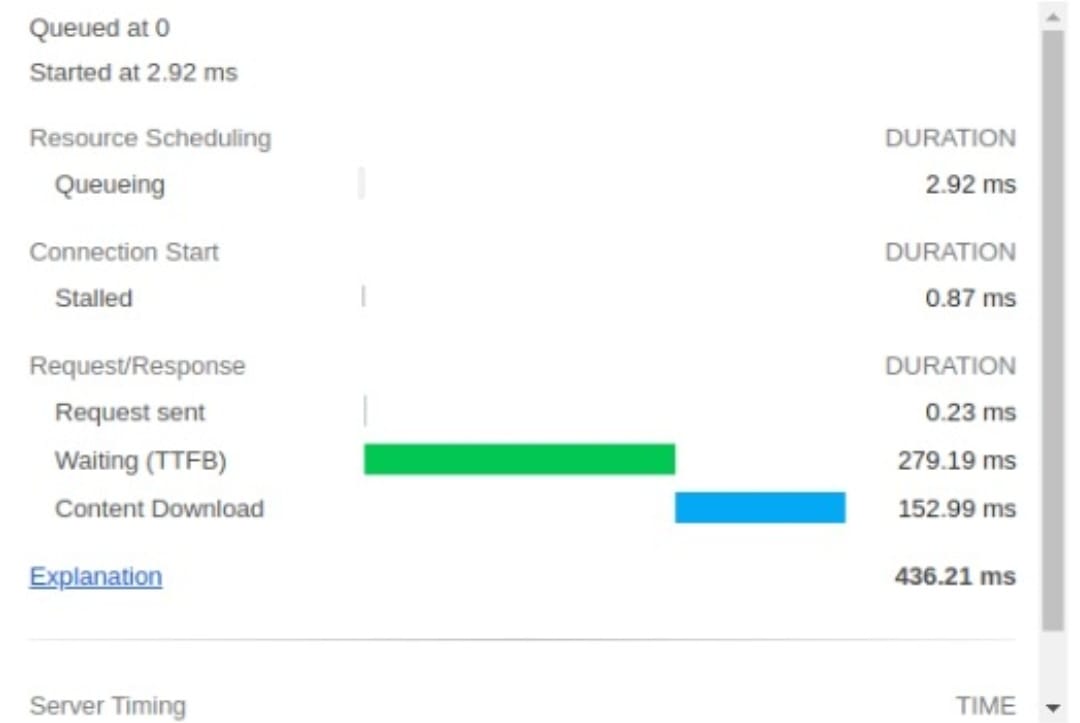 Queued at 0
Started at 2.92 ms
Resource Scheduling DURATION
Queueing 2.92 ms
Connection Start DURATION
Stalled 0.87 ms
Request/Response DURATION
Request sent 0.23 ms
Waiting (TTFB) 279.19 ms
Content Download 152.99 ms
Explanation 436.21 ms
Server Timing TIME